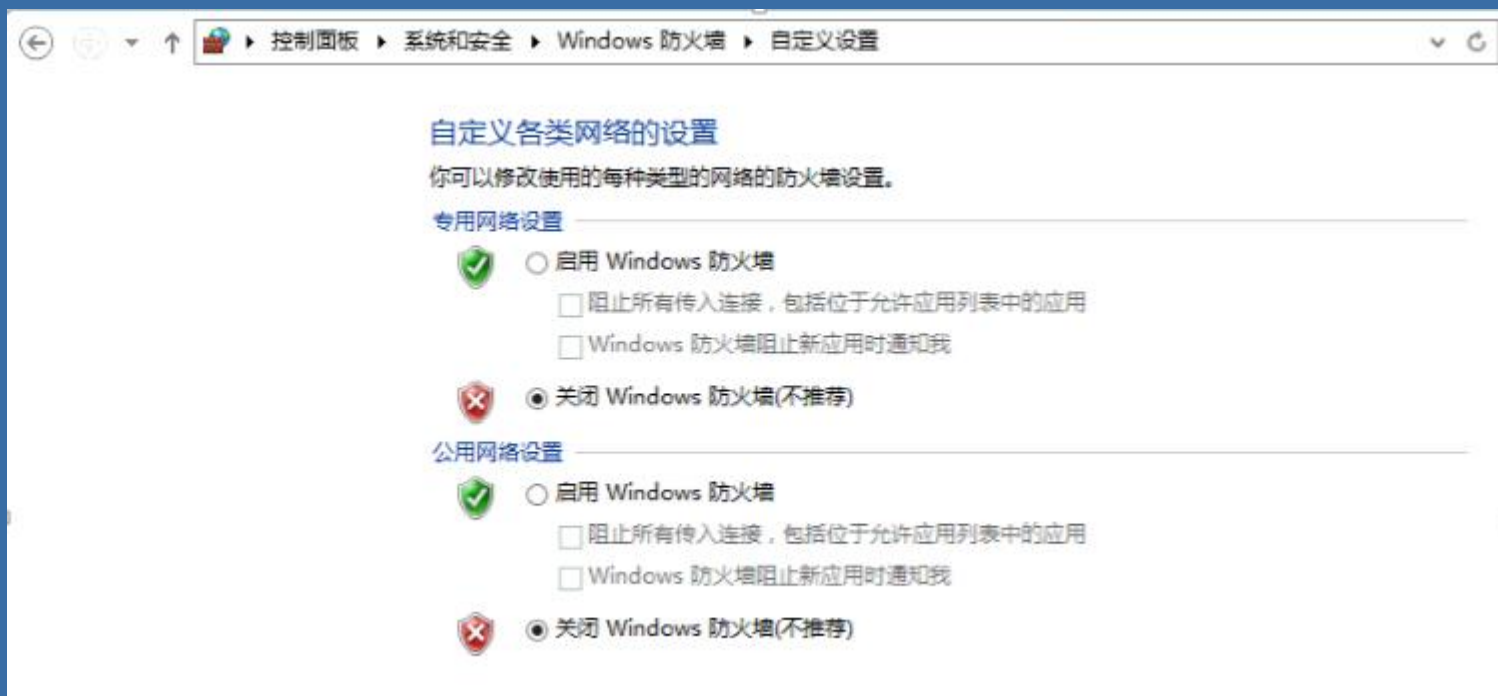 控制面板 系统和安全 Windows 防火墙 自定义设置
自定义各类网络的设置
你可以修改使用的每种类型的网络的防火墙设置。
专用网络设置
启用 Windows 防火墙
阻止所有传入连接，包括位于允许应用列表中的应用
Windows 防火墙阻止新应用时通知我
关闭 Windows 防火墙(不推荐)
公用网络设置
启用 Windows 防火墙
阻止所有传入连接，包括位于允许应用列表中的应用
Windows 防火墙阻止新应用时通知我
关闭 Windows 防火墙(不推荐)